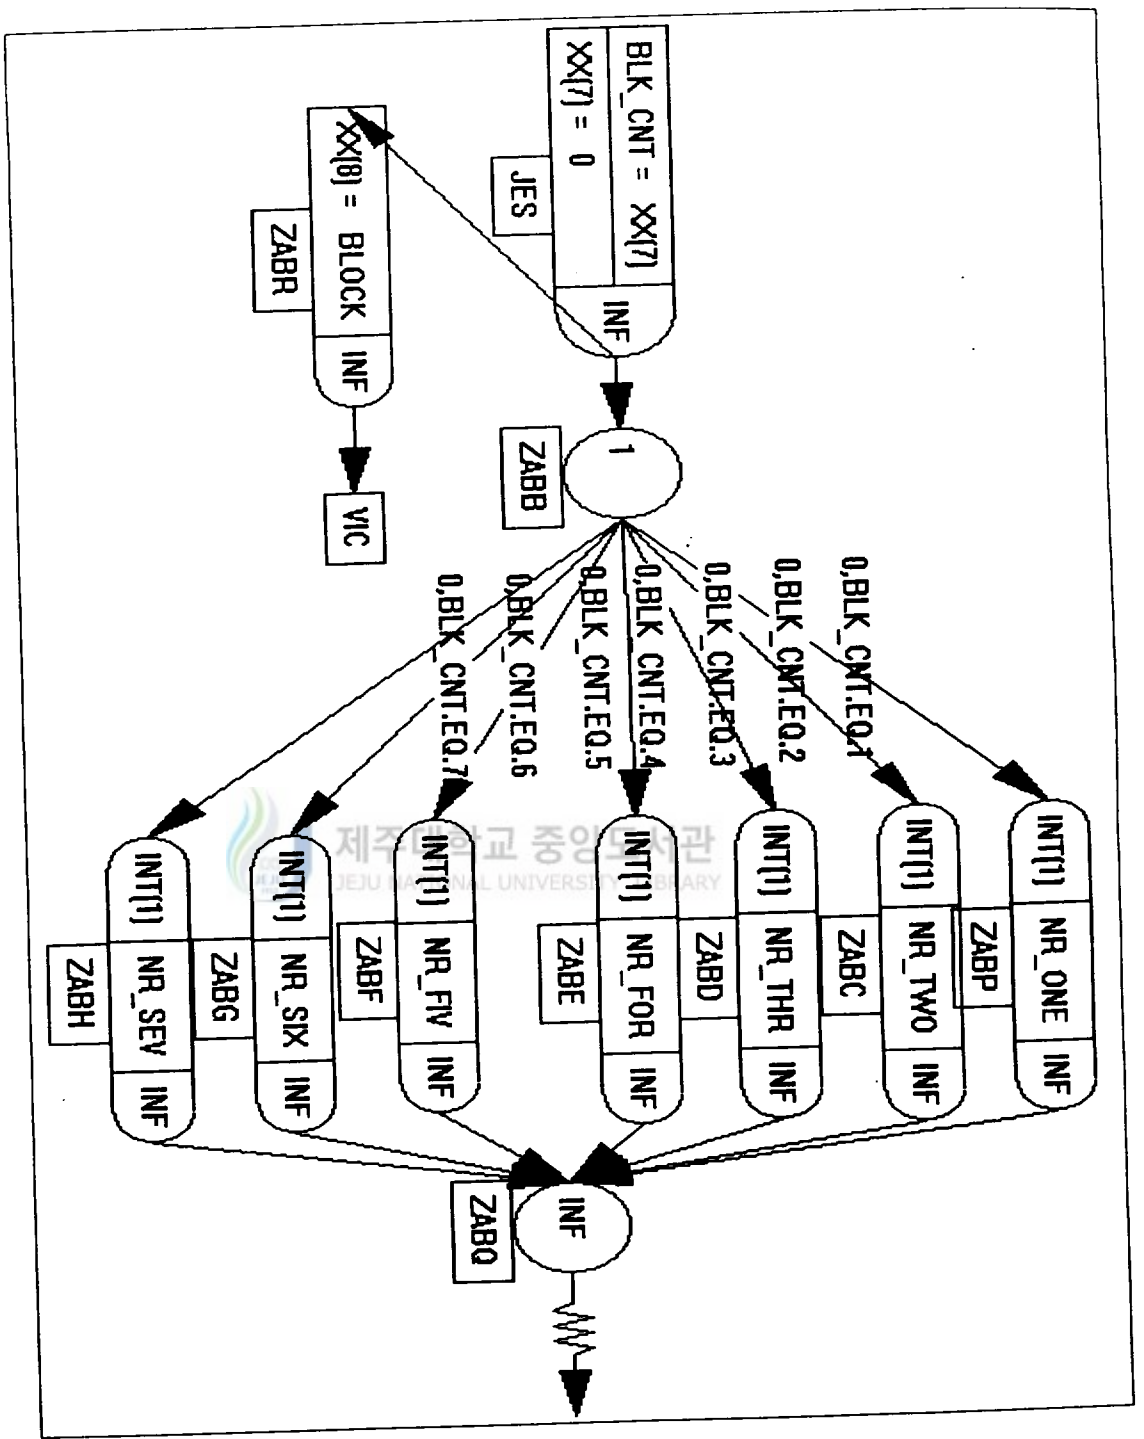 BLK_CNT = XX(7)
XX(7) = 0
INF
JES
XX(8) = BLOCK
INF
ZABR
VIC
1
ZABB
0,BLK_CNT.EQ.1
0,BLK_CNT.EQ.2
0,BLK_CNT.EQ.3
0,BLK_CNT.EQ.4
0,BLK_CNT.EQ.5
0,BLK_CNT.EQ.6
0,BLK_CNT.EQ.7
INT(1) NR_ONE INF
ZABP
INT(1) NR_TWO INF
ZABC
INT(1) NR_THR INF
ZABD
INT(1) NR_FOR INF
ZABE
INT(1) NR_FIV INF
ZABF
INT(1) NR_SIX INF
ZABG
INT(1) NR_SEV INF
ZABH
INF
ZABQ
제주대학교 중앙도서관
JEJU NATIONAL UNIVERSITY LIBRARY